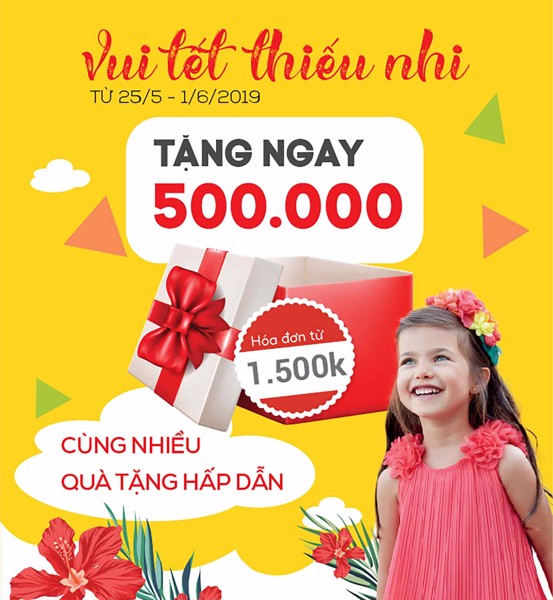 vui tết thiếu nhi
TỪ 25/5 - 1/6/2019
TẶNG NGAY
500.000
Hóa đơn từ
1.500k
CÙNG NHIỀU
QUÀ TẶNG HẤP DẪN